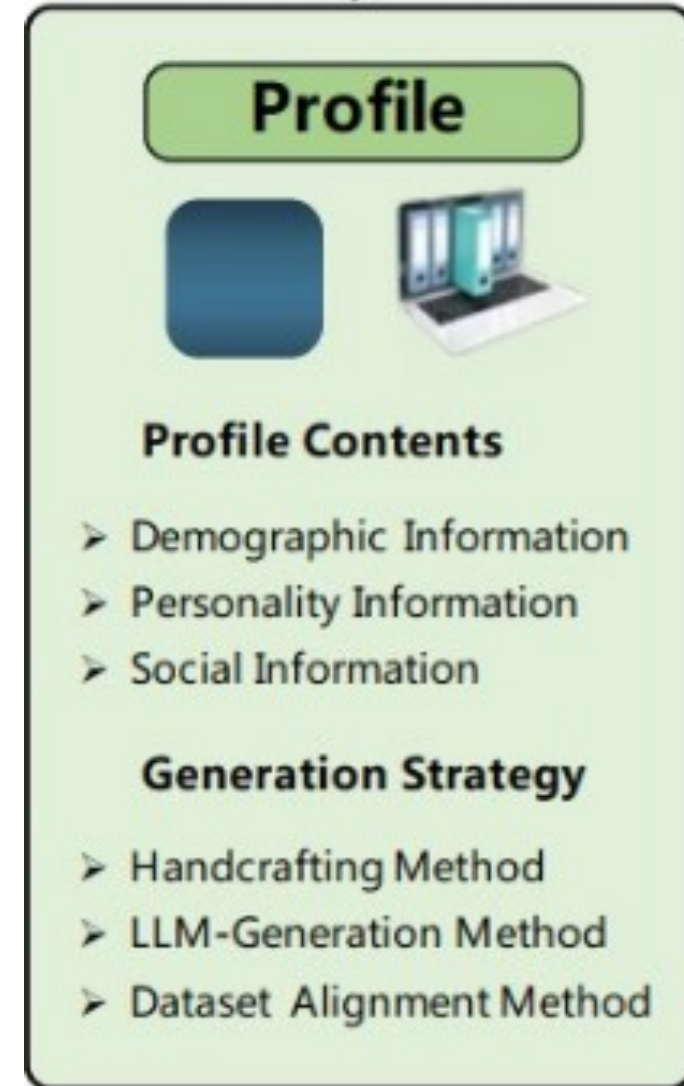 Profile
Profile Contents
➢ Demographic Information
➢ Personality Information
➢ Social Information
Generation Strategy
➢ Handcrafting Method
➢ LLM-Generation Method
➢ Dataset Alignment Method